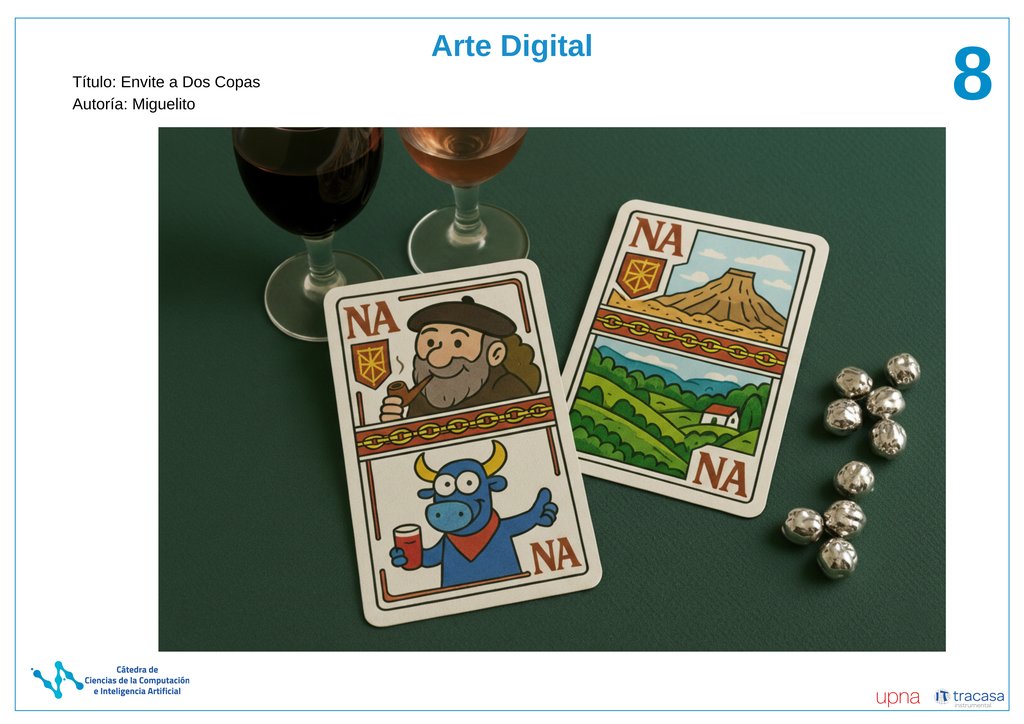 Arte Digital
8
Título: Envite a Dos Copas
Autoría: Miguelito
NA
NA
NA
NA
Cátedra de
Ciencias de la Computación
e Inteligencia Artificial
upna
iT tracasa
instrumental